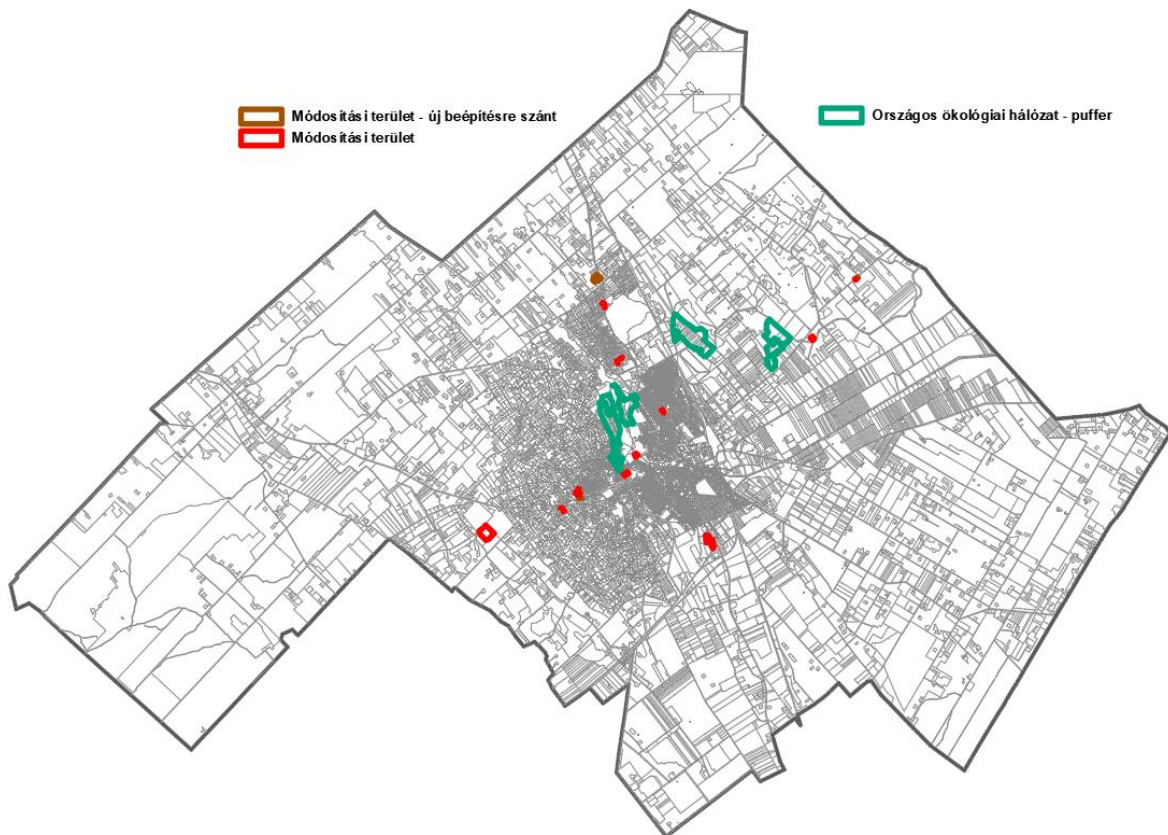 Módosítási terület - új beépítésre szánt
Módosítási terület
Országos ökológiai hálózat - puffer